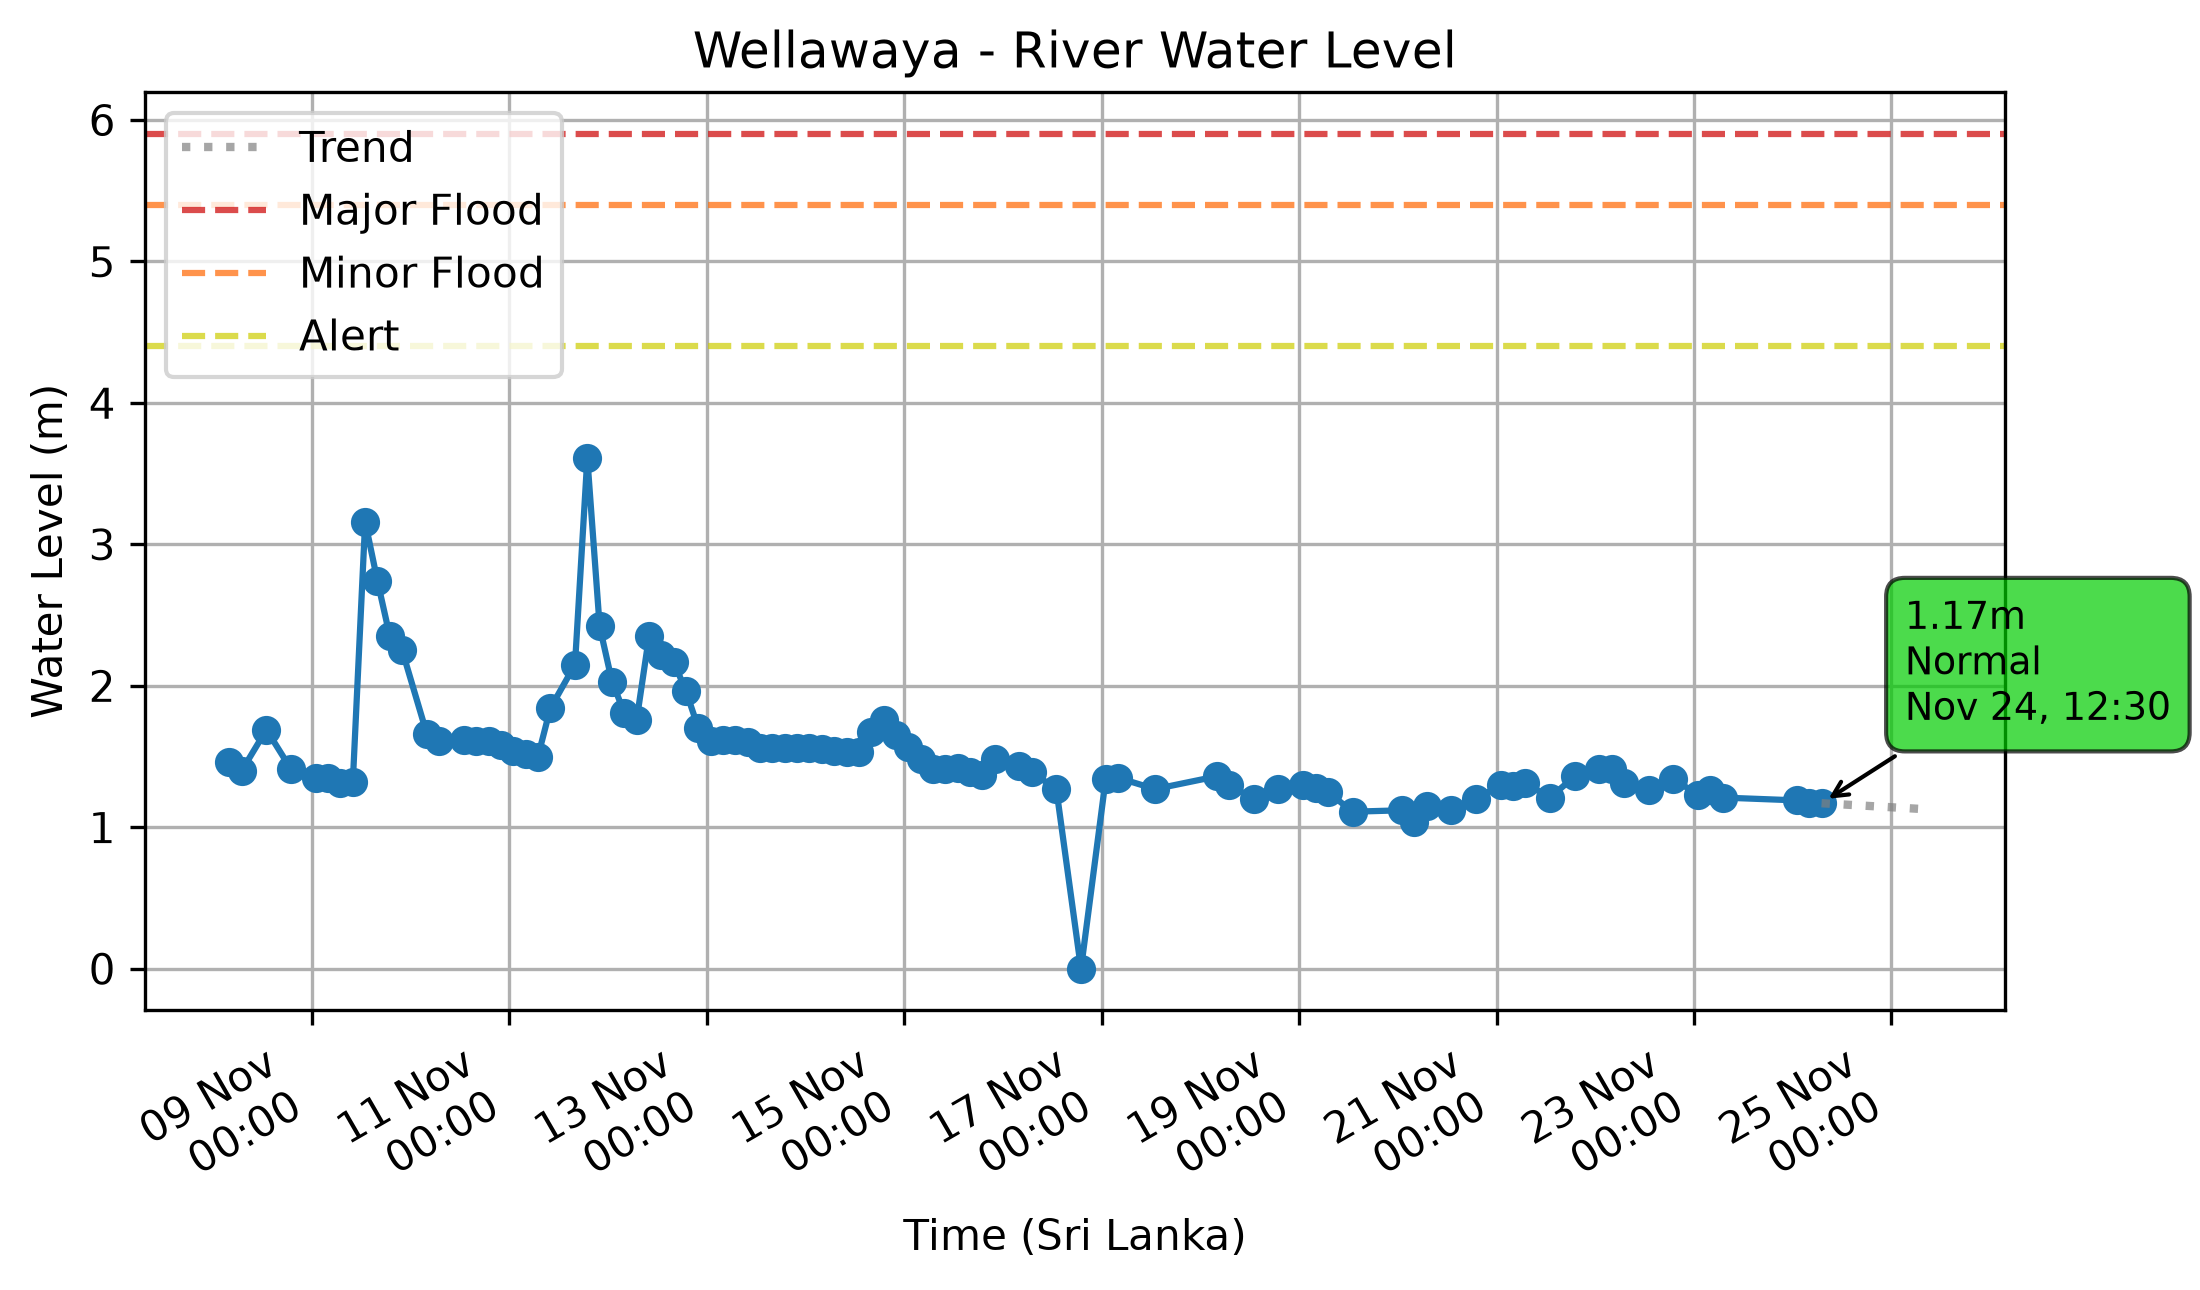 Wellawaya - River Water Level
Trend
Major Flood
Minor Flood
Alert
6
5
4
3
2
1
0
Water Level (m)
1.17m
Normal
Nov 24, 12:30
09 Nov
00:00
11 Nov
00:00
13 Nov
00:00
15 Nov
00:00
17 Nov
00:00
19 Nov
00:00
21 Nov
00:00
23 Nov
00:00
25 Nov
00:00
Time (Sri Lanka)